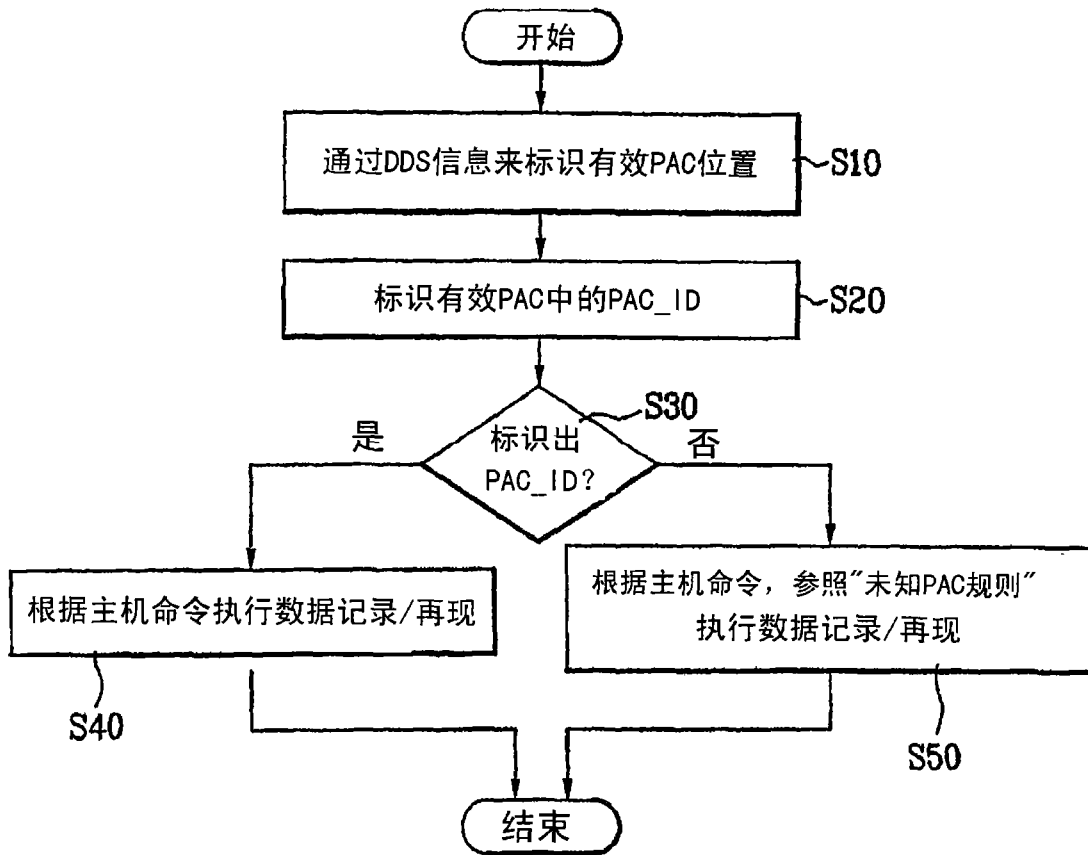 开始
通过DDS信息来标识有效PAC位置
S10
标识有效PAC中的PAC_ID
S20
S30
标识出
PAC_ID?
是
否
根据主机命令执行数据记录/再现
S40
根据主机命令, 参照"未知PAC规则"
执行数据记录/再现
S50
结束